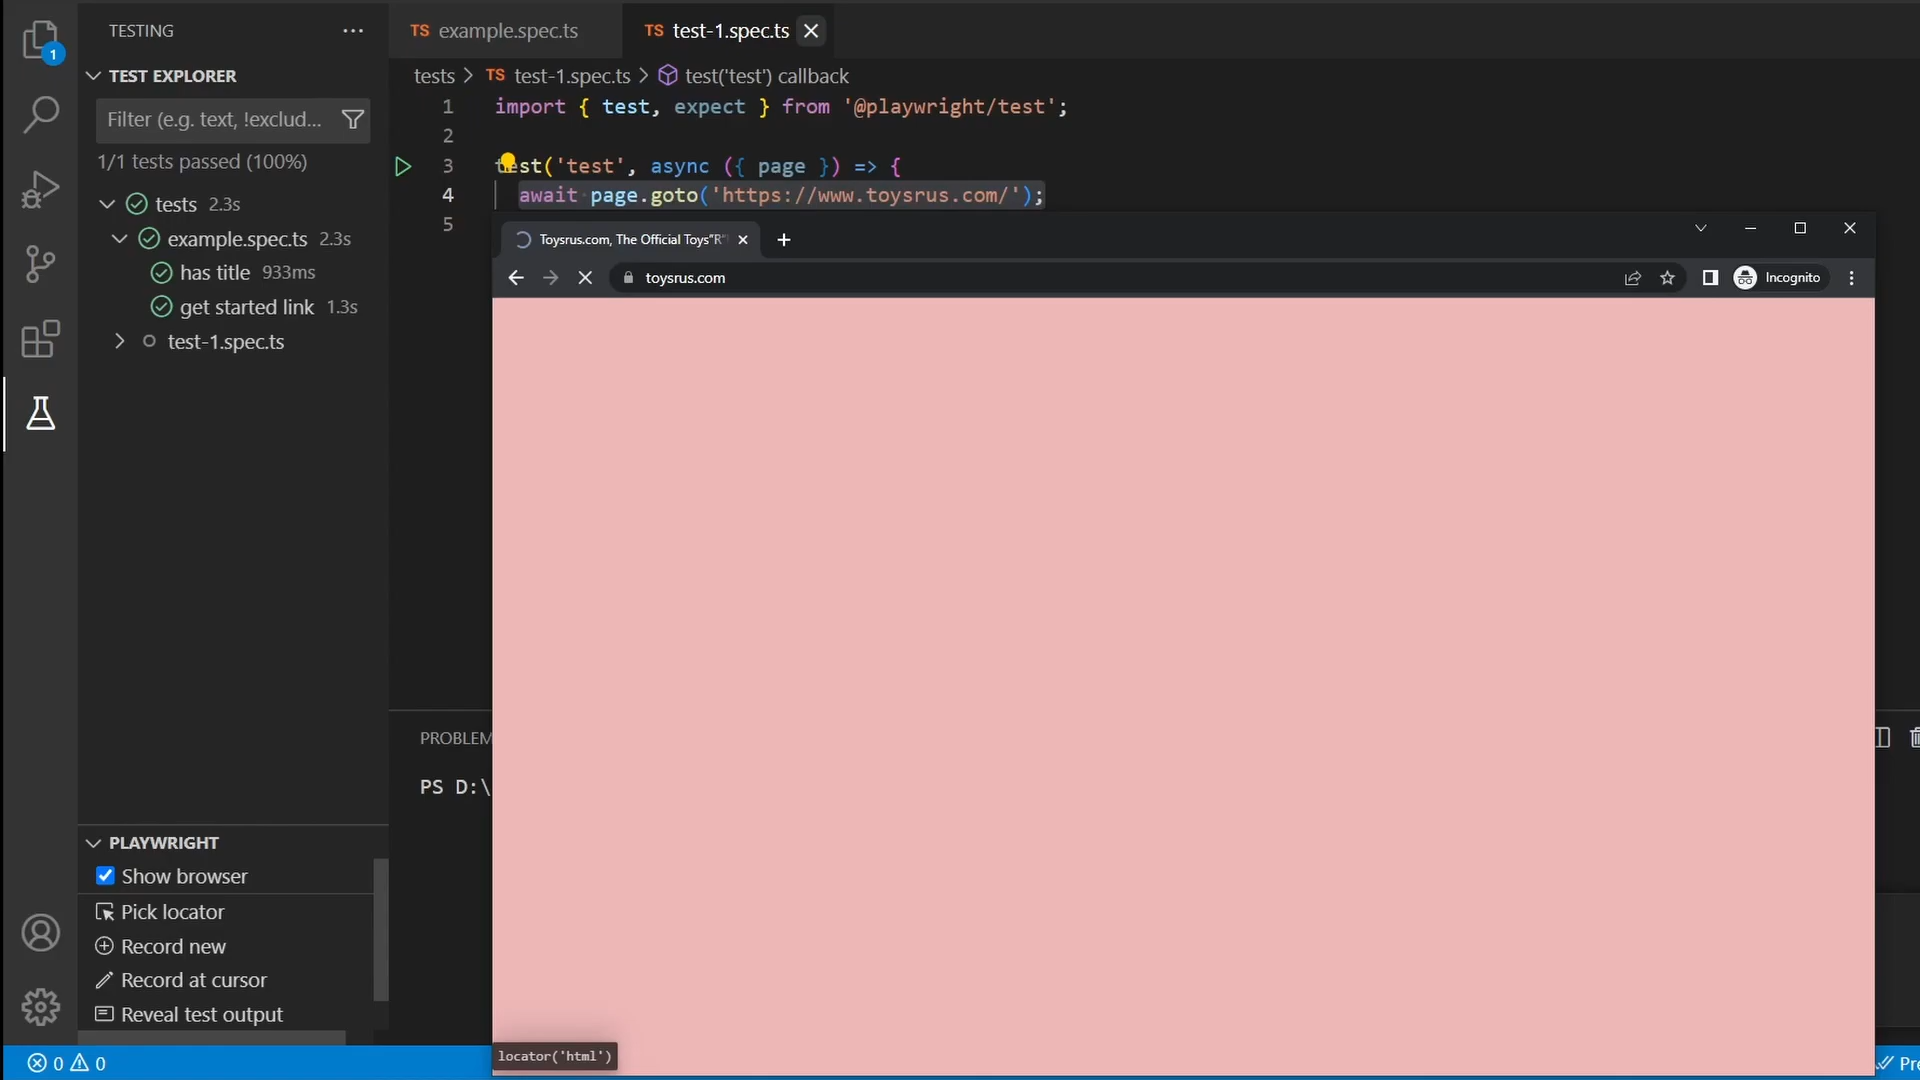 1
TESTING
TEST EXPLORER
Filter (e.g. text, !exclud...
1/1 tests passed (100%)
tests 2.3s
example.spec.ts 2.3s
has title 933ms
get started link 1.3s
test-1.spec.ts
PLAYWRIGHT
Show browser
Pick locator
Record new
Record at cursor
Reveal test output
0 0
TS example.spec.ts
TS test-1.spec.ts
tests > TS test-1.spec.ts > test('test') callback
1 import { test, expect } from '@playwright/test';
2
3 test('test', async ({ page }) => {
4 await page.goto('https://www.toysrus.com/');
5
Toysrus.com, The Official Toys"R"
toysrus.com
Incognito
PROBLEM
PS D:\
locator('html')
Pre